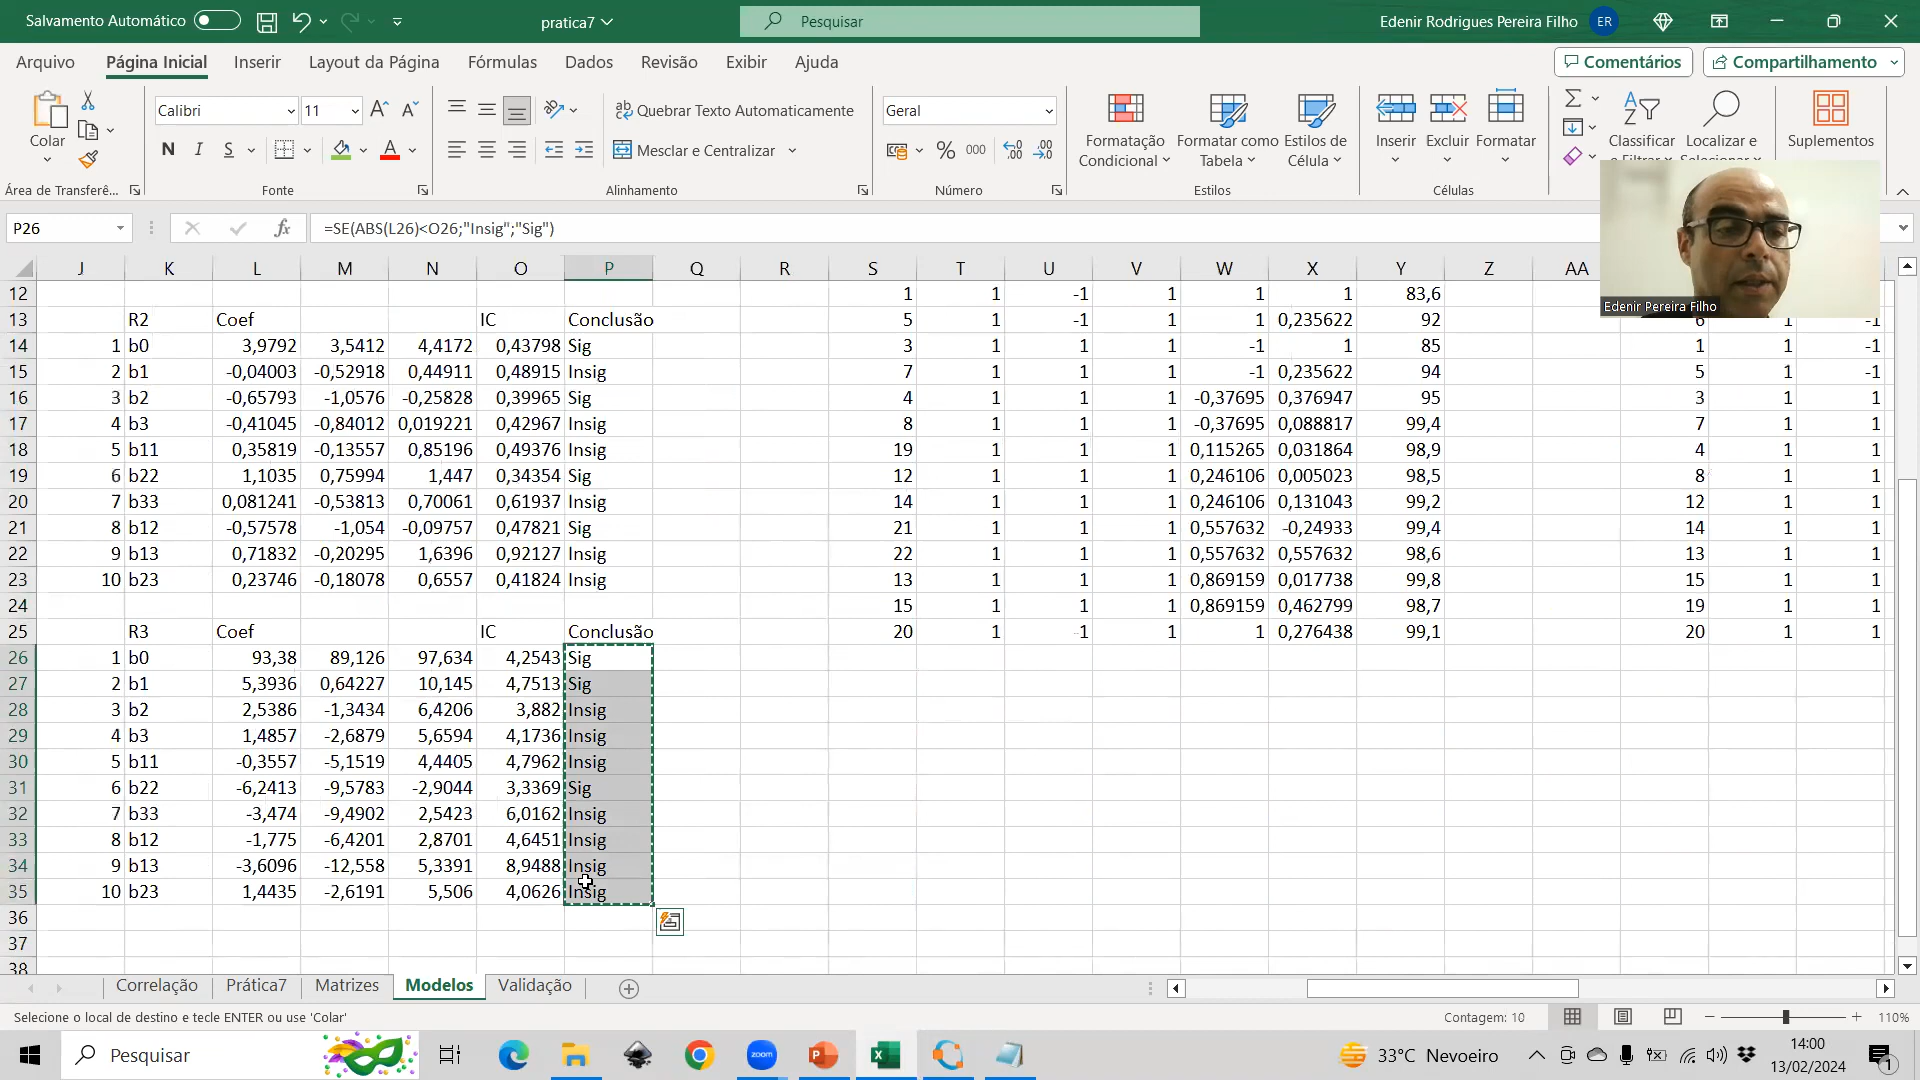 Salvamento Automático
pratica7
Pesquisar
Edenir Rodrigues Pereira Filho
ER
Arquivo Página Inicial Inserir Layout da Página Fórmulas Dados Revisão Exibir Ajuda
Comentários Compartilhamento
Colar
Calibri 11
N I S
Quebrar Texto Automaticamente
Mesclar e Centralizar
Geral
% 000
Formatação Condicional
Formatar como Tabela
Estilos de Célula
Inserir Excluir Formatar
Classificar e Filtrar
Localizar e Selecionar
Suplementos
Área de Transferê... Fonte Alinhamento Número Estilos Células
P26 fx =SE(ABS(L26)<O26;"Insig";"Sig")
Edenir Pereira Filho
J K L M N O P Q R S T U V W X Y Z AA
12 1 1 -1 1 1 1 83,6
13 R2 Coef IC Conclusão 5 1 -1 1 1 0,235622 92 6 1 -1
14 1 b0 3,9792 3,5412 4,4172 0,43798 Sig 3 1 1 1 -1 1 85 1 1 -1
15 2 b1 -0,04003 -0,52918 0,44911 0,48915 Insig 7 1 1 1 -1 0,235622 94 5 1 -1
16 3 b2 -0,65793 -1,0576 -0,25828 0,39965 Sig 4 1 1 1 -0,37695 0,376947 95 3 1 1
17 4 b3 -0,41045 -0,84012 0,019221 0,42967 Insig 8 1 1 1 -0,37695 0,088817 99,4 7 1 1
18 5 b11 0,35819 -0,13557 0,85196 0,49376 Insig 19 1 1 1 0,115265 0,031864 98,9 4 1 1
19 6 b22 1,1035 0,75994 1,447 0,34354 Sig 12 1 1 1 0,246106 0,005023 98,5 8 1 1
20 7 b33 0,081241 -0,53813 0,70061 0,61937 Insig 14 1 1 1 0,246106 0,131043 99,2 12 1 1
21 8 b12 -0,57578 -1,054 -0,09757 0,47821 Sig 21 1 1 1 0,557632 -0,24933 99,4 14 1 1
22 9 b13 0,71832 -0,20295 1,6396 0,92127 Insig 22 1 1 1 0,557632 0,557632 98,6 13 1 1
23 10 b23 0,23746 -0,18078 0,6557 0,41824 Insig 13 1 1 1 0,869159 0,017738 99,8 15 1 1
24 15 1 1 1 0,869159 0,462799 98,7 19 1 1
25 R3 Coef IC Conclusão 20 1 -1 1 1 0,276438 99,1 20 1 1
26 1 b0 93,38 89,126 97,634 4,2543 Sig
27 2 b1 5,3936 0,64227 10,145 4,7513 Sig
28 3 b2 2,5386 -1,3434 6,4206 3,882 Insig
29 4 b3 1,4857 -2,6879 5,6594 4,1736 Insig
30 5 b11 -0,3557 -5,1519 4,4405 4,7962 Insig
31 6 b22 -6,2413 -9,5783 -2,9044 3,3369 Sig
32 7 b33 -3,474 -9,4902 2,5423 6,0162 Insig
33 8 b12 -1,775 -6,4201 2,8701 4,6451 Insig
34 9 b13 -3,6096 -12,558 5,3391 8,9488 Insig
35 10 b23 1,4435 -2,6191 5,506 4,0626 Insig
36
37
38
Correlação Prática7 Matrizes Modelos Validação
Selecione o local de destino e tecle ENTER ou use 'Colar' Contagem: 10 110%
Pesquisar
zoom
33°C Nevoeiro
14:00
13/02/2024
1